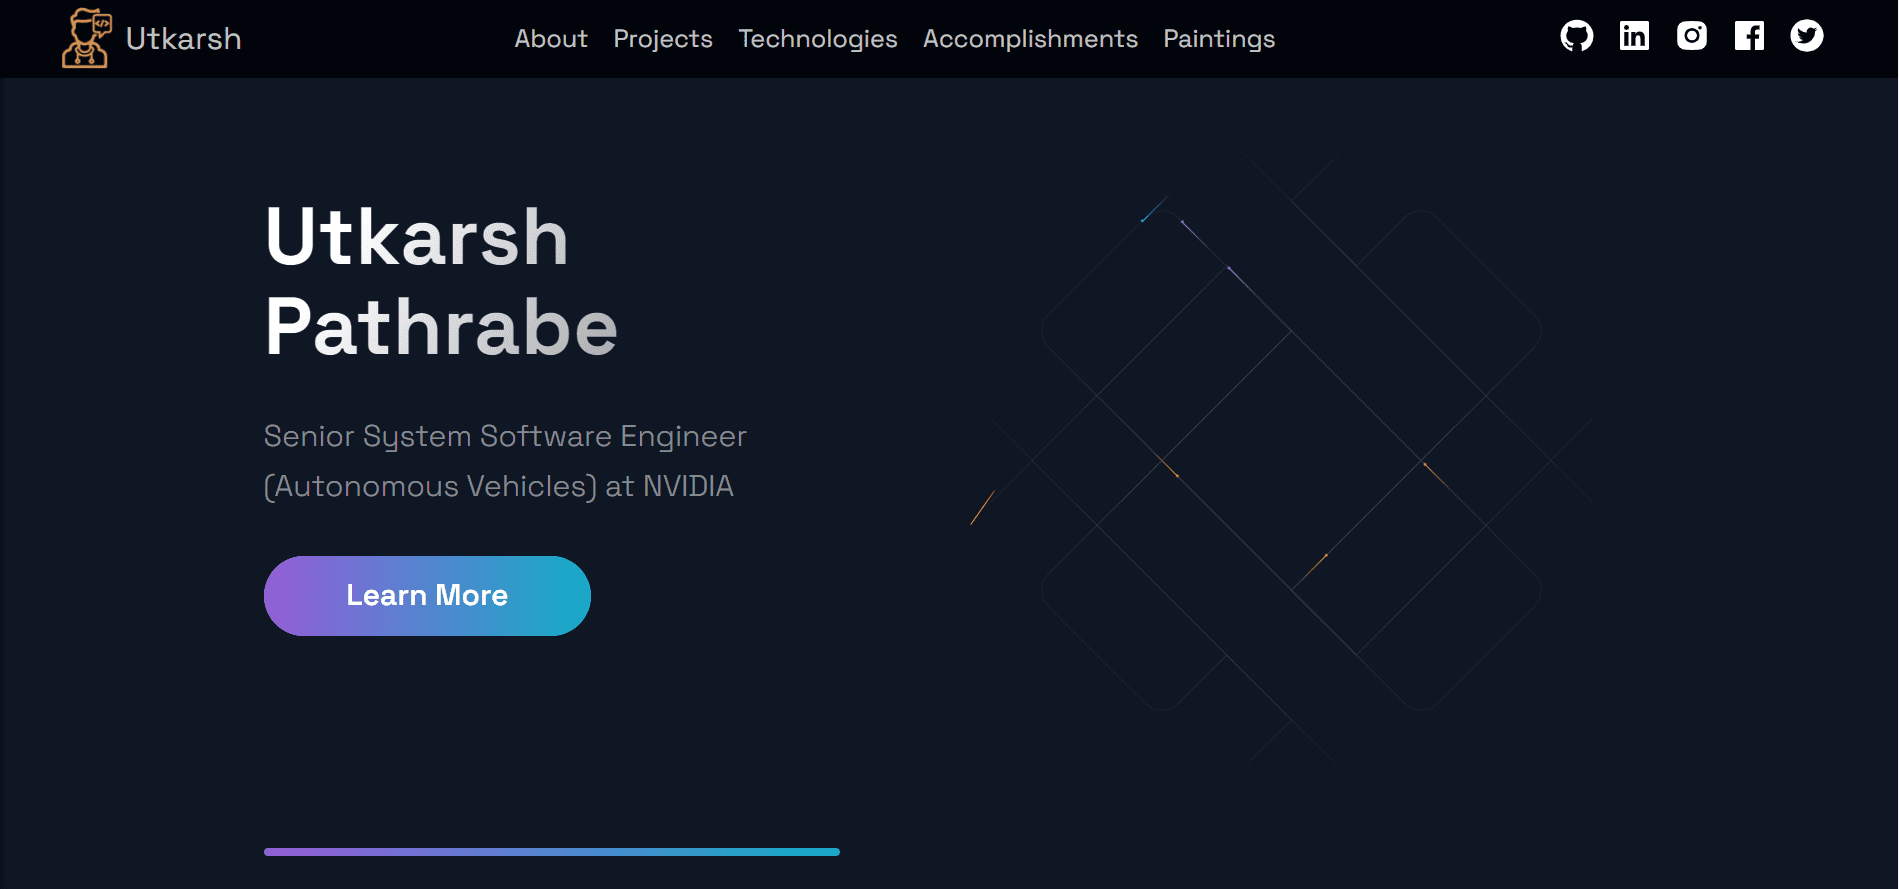 Utkarsh
About Projects Technologies Accomplishments Paintings
Utkarsh
Pathrabe
Senior System Software Engineer
(Autonomous Vehicles) at NVIDIA
Learn More